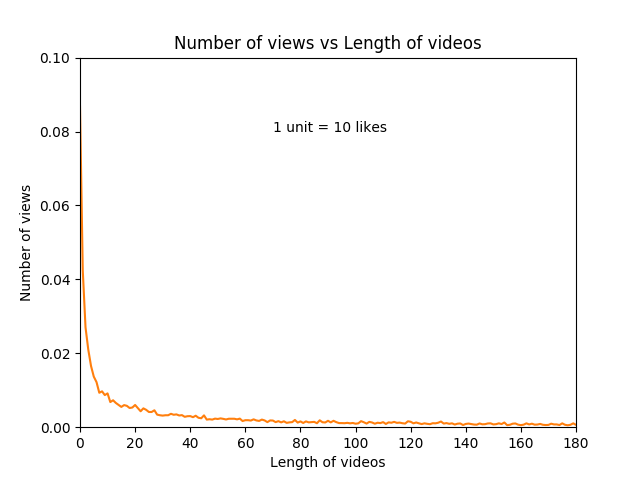 Number of views vs Length of videos
0.10
0.08
0.06
0.04
0.02
0.00
Number of views
1 unit = 10 likes
0 20 40 60 80 100 120 140 160 180
Length of videos